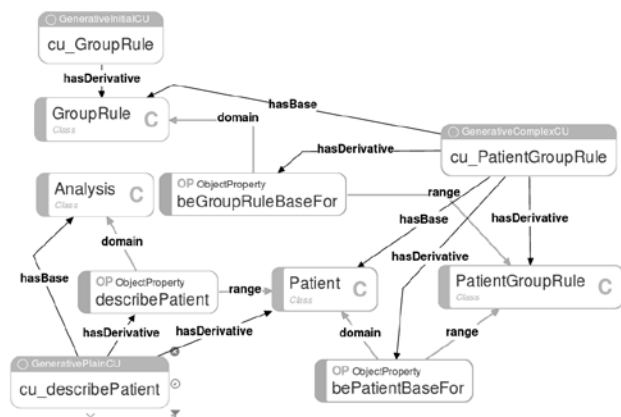 GenerativeInitialCU
cu_GroupRule
hasDerivative
hasBase
GroupRule
Class
C
domain
GenerativeComplexCU
cu_PatientGroupRule
hasDerivative
OP ObjectProperty
beGroupRuleBaseFor
Analysis
Class
C
range
hasBase
hasDerivative
domain
hasBase
hasDerivative
OP ObjectProperty
describePatient
range
Patient
Class
C
PatientGroupRule
Class
C
hasDerivative
hasDerivative
domain
range
GenerativePlainCU
cu_describePatient
OP ObjectProperty
bePatientBaseFor